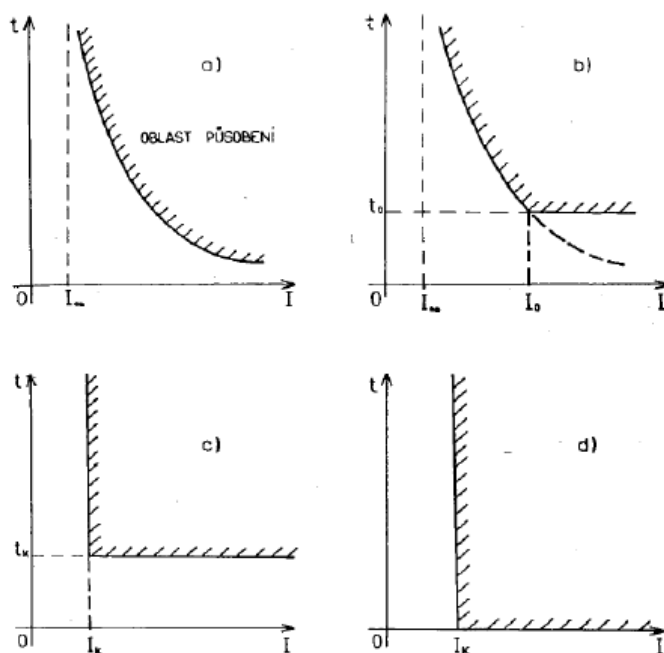 t
a)
OBLAST PŮSOBENÍ
0
I∞
I
t
b)
t₀
0
I∞
I₀
I
t
c)
tₖ
0
Iₖ
I
t
d)
0
Iₖ
I